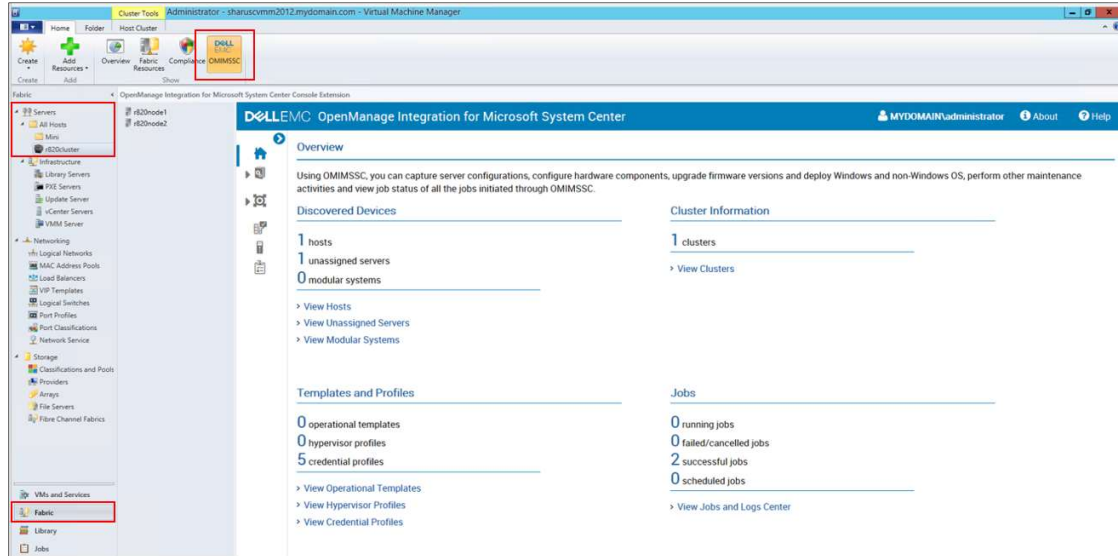 Cluster Tools Administrator - sharuscvmm2012.mydomain.com - Virtual Machine Manager
Home Folder Host Cluster
Create Add Resources Overview Fabric Resources Compliance OMIMSSC
DELL EMC
Create Add Show
Fabric
OpenManage Integration for Microsoft System Center Console Extension
Servers
All Hosts
Mini
r820cluster
Infrastructure
Library Servers
PXE Servers
Update Server
vCenter Servers
VMM Server
Networking
Logical Networks
MAC Address Pools
Load Balancers
VIP Templates
Logical Switches
Port Profiles
Port Classifications
Network Service
Storage
Classifications and Pools
Providers
Arrays
File Servers
Fibre Channel Fabrics
VMs and Services
Fabric
Library
Jobs
r820node1
r820node2
DELLEMC OpenManage Integration for Microsoft System Center
MYDOMAIN\administrator About Help
Overview
Using OMIMSSC, you can capture server configurations, configure hardware components, upgrade firmware versions and deploy Windows and non-Windows OS, perform other maintenance
activities and view job status of all the jobs initiated through OMIMSSC.
Discovered Devices
1 hosts
1 unassigned servers
0 modular systems
> View Hosts
> View Unassigned Servers
> View Modular Systems
Cluster Information
1 clusters
> View Clusters
Templates and Profiles
0 operational templates
0 hypervisor profiles
5 credential profiles
> View Operational Templates
> View Hypervisor Profiles
> View Credential Profiles
Jobs
0 running jobs
0 failed/cancelled jobs
2 successful jobs
0 scheduled jobs
> View Jobs and Logs Center